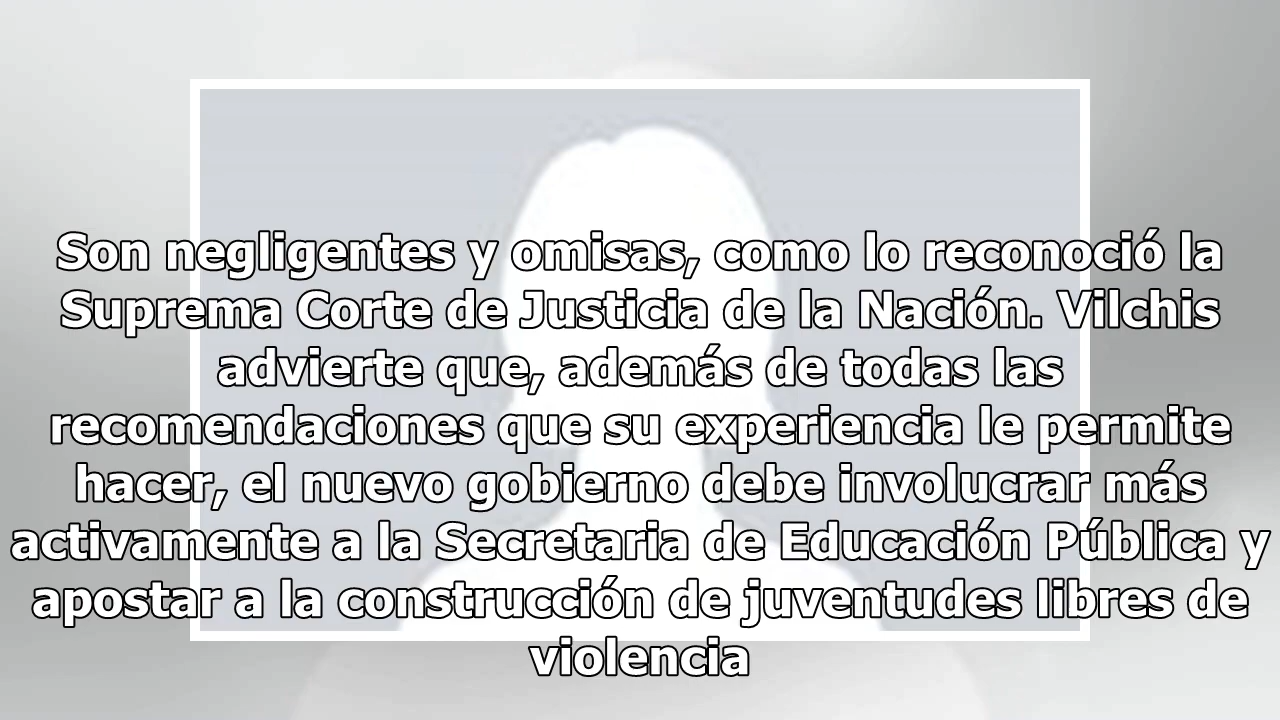 Son negligentes y omisas, como lo reconoció la
Suprema Corte de Justicia de la Nación. Vilchis
advierte que, además de todas las
recomendaciones que su experiencia le permite
hacer, el nuevo gobierno debe involucrar más
activamente a la Secretaria de Educación Pública y
apostar a la construcción de juventudes libres de
violencia